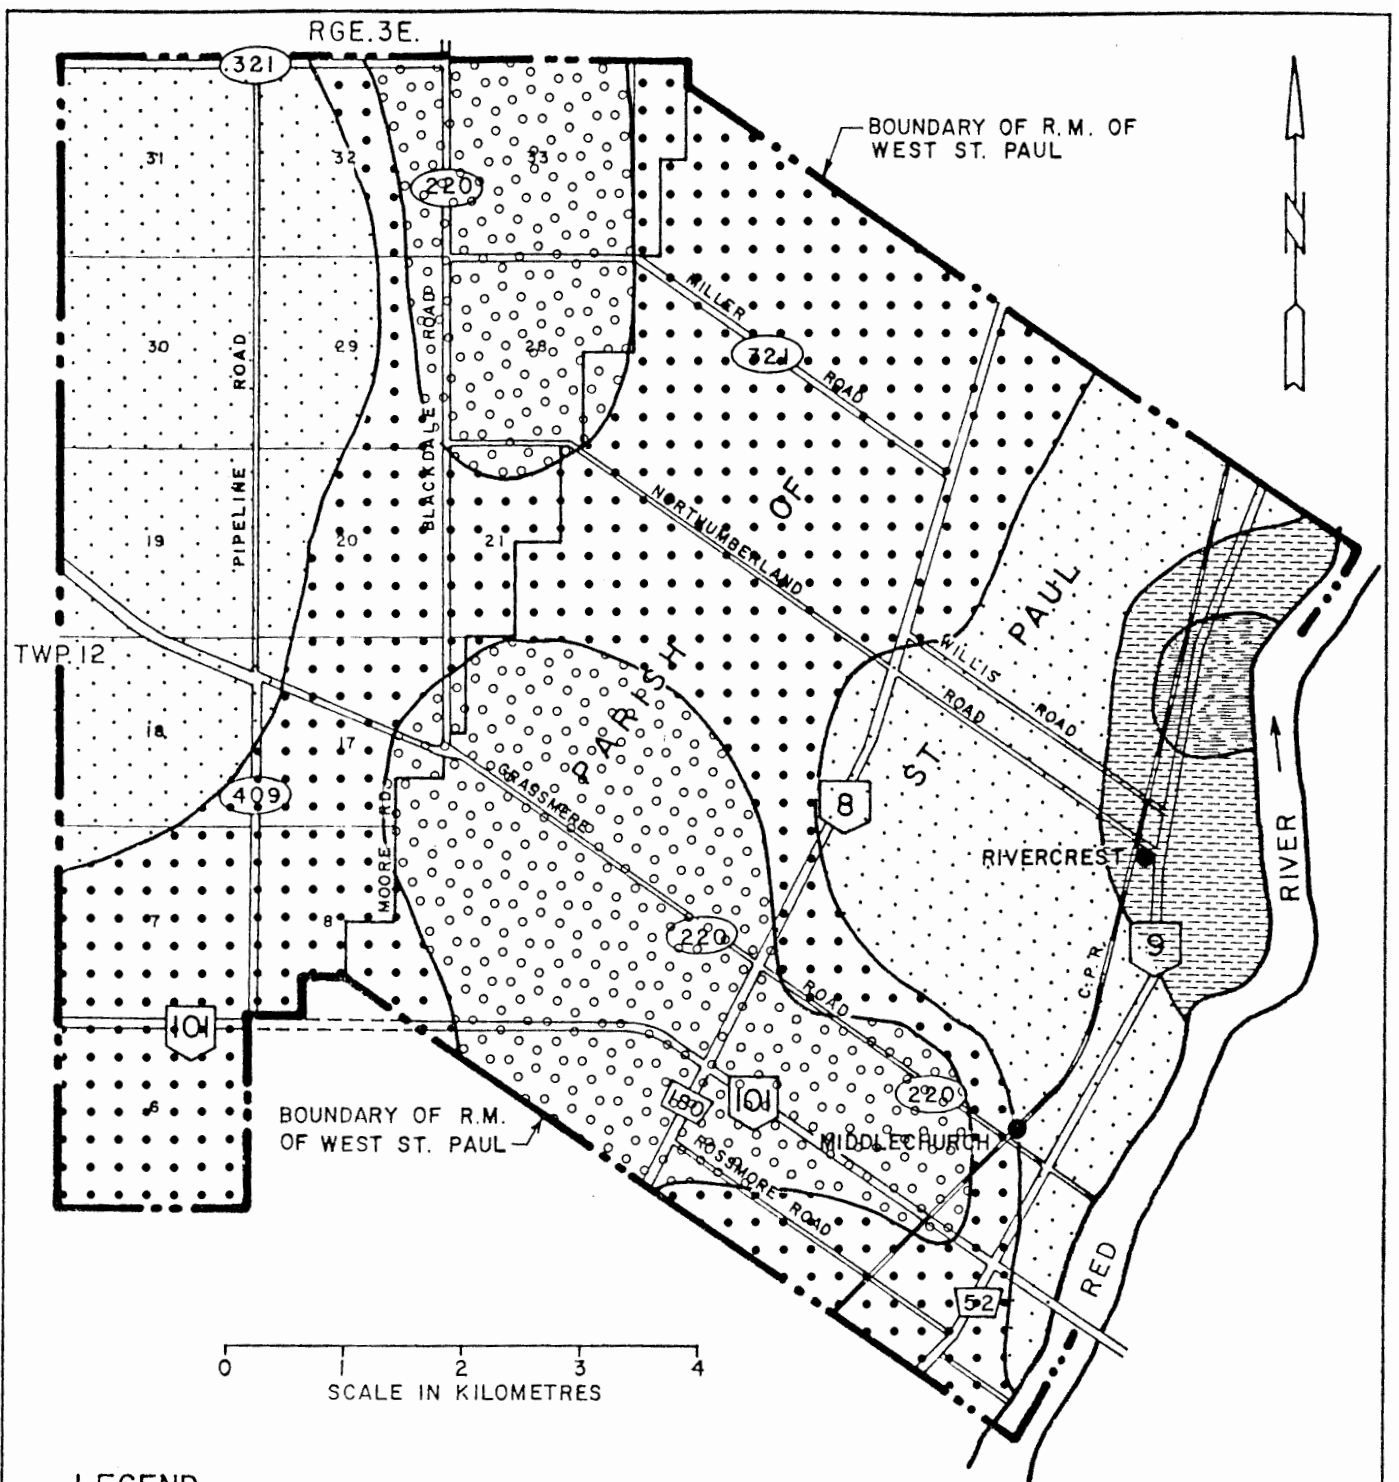 RGE. 3E.
321
BOUNDARY OF R.M. OF
WEST ST. PAUL
31
32
33
220
N
MILLER
321
ROAD
30
29
28
PIPELINE ROAD
BLACKDALE ROAD
OF
NORTHUMBERLAND
ROAD
19
20
21
PAUL
TWP. 12
WILLIS
ROAD
PARISH
18
17
ST.
GRASSMERE
409
8
MOORE RD.
RIVERCREST
RIVER
7
8
220
ROAD
9
C.P.R.
101
180
101
220
6
BOUNDARY OF R.M.
OF WEST ST. PAUL
MIDDLECHURCH
ROSSMORE ROAD
RED
52
0 1 2 3 4
SCALE IN KILOMETRES
LEGEND